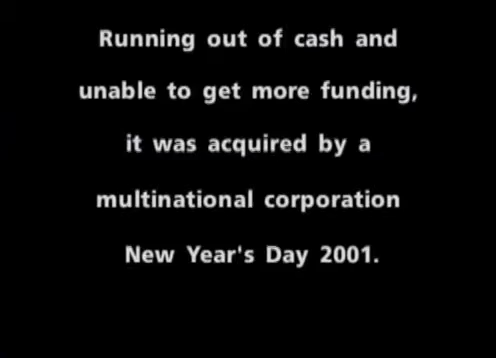 Running out of cash and
unable to get more funding,
it was acquired by a
multinational corporation
New Year's Day 2001.